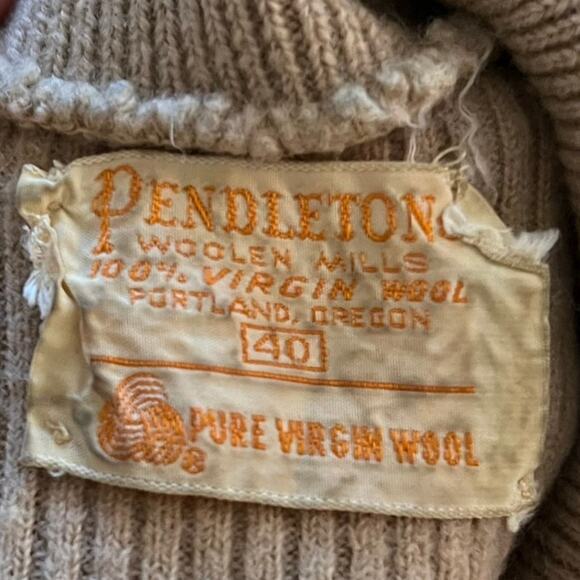 PENDLETON®
WOOLEN MILLS
100% VIRGIN WOOL
PORTLAND, OREGON
40
PURE VIRGIN WOOL